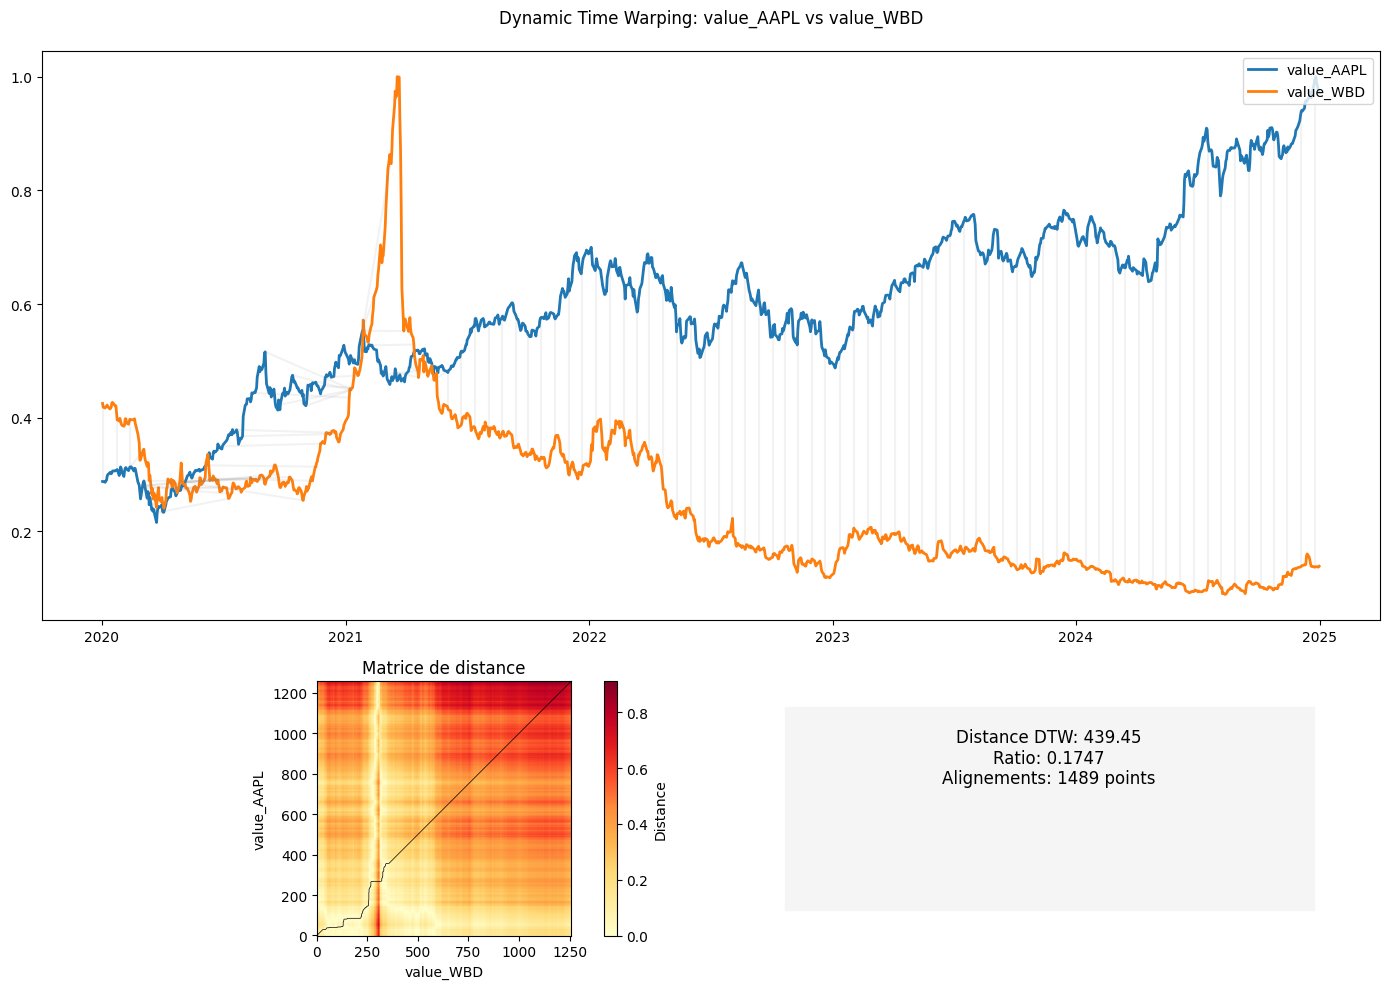 Dynamic Time Warping: value_AAPL vs value_WBD
value_AAPL
value_WBD
1.0
0.8
0.6
0.4
0.2
2020 2021 2022 2023 2024 2025
Matrice de distance
value_AAPL
1200
1000
800
600
400
200
0
0 250 500 750 1000 1250
value_WBD
0.8
0.6
0.4
0.2
0.0
Distance
Distance DTW: 439.45
Ratio: 0.1747
Alignements: 1489 points